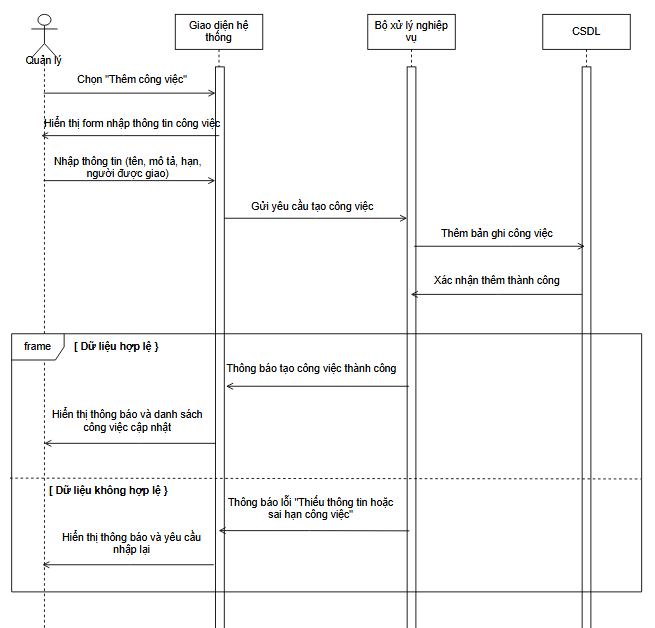 Quản lý
Giao diện hệ
thống
Bộ xử lý nghiệp
vụ
CSDL
Chọn "Thêm công việc"
Hiển thị form nhập thông tin công việc
Nhập thông tin (tên, mô tả, hạn,
người được giao)
Gửi yêu cầu tạo công việc
Thêm bản ghi công việc
Xác nhận thêm thành công
frame
[ Dữ liệu hợp lệ }
Thông báo tạo công việc thành công
Hiển thị thông báo và danh sách
công việc cập nhật
[ Dữ liệu không hợp lệ }
Thông báo lỗi "Thiếu thông tin hoặc
sai hạn công việc"
Hiển thị thông báo và yêu cầu
nhập lại